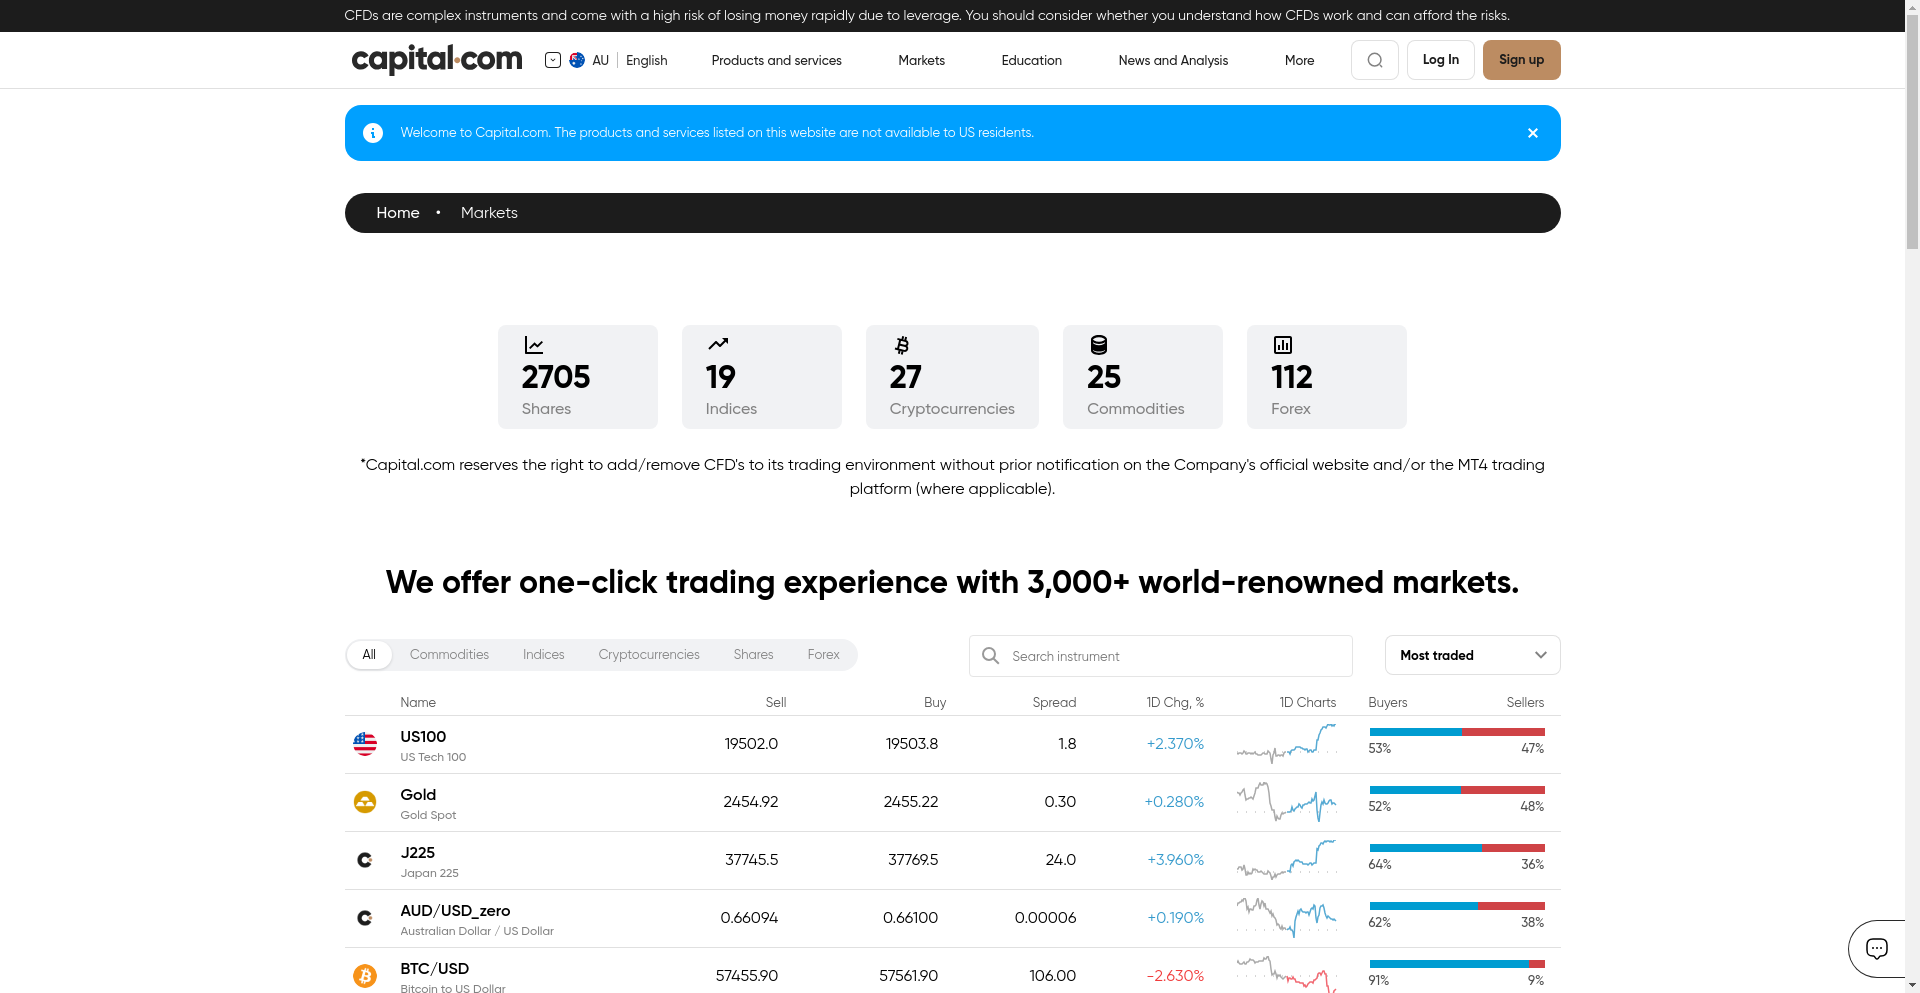 CFDs are complex instruments and come with a high risk of losing money rapidly due to leverage. You should consider whether you understand how CFDs work and can afford the risks.
capital.com AU English Products and services Markets Education News and Analysis More Log In Sign up
Welcome to Capital.com. The products and services listed on this website are not available to US residents.
Home • Markets
2705 19 27 25 112
Shares Indices Cryptocurrencies Commodities Forex
*Capital.com reserves the right to add/remove CFD's to its trading environment without prior notification on the Company's official website and/or the MT4 trading
platform (where applicable).
We offer one-click trading experience with 3,000+ world-renowned markets.
All Commodities Indices Cryptocurrencies Shares Forex Search instrument Most traded
Name Sell Buy Spread 1D Chg, % 1D Charts Buyers Sellers
US100 19502.0 19503.8 1.8 +2.370% 53% 47%
US Tech 100
Gold 2454.92 2455.22 0.30 +0.280% 52% 48%
Gold Spot
J225 37745.5 37769.5 24.0 +3.960% 64% 36%
Japan 225
AUD/USD_zero 0.66094 0.66100 0.00006 +0.190% 62% 38%
Australian Dollar / US Dollar
BTC/USD 57455.90 57561.90 106.00 -2.630% 91% 9%
Bitcoin to US Dollar